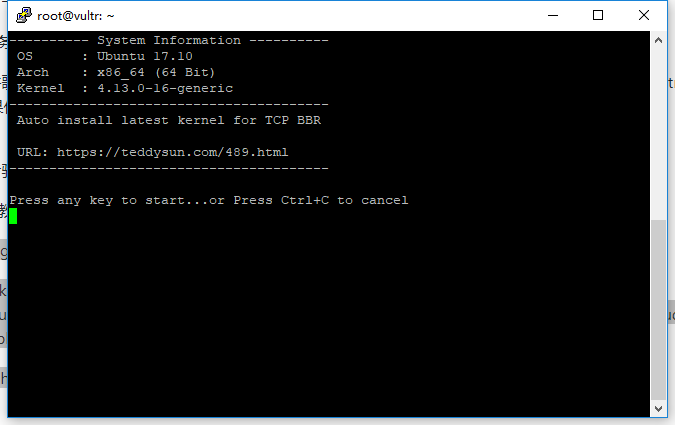 root@vultr: ~
---------- System Information ----------
OS      : Ubuntu 17.10
Arch    : x86_64 (64 Bit)
Kernel  : 4.13.0-16-generic
----------------------------------------
Auto install latest kernel for TCP BBR
URL: https://teddysun.com/489.html
----------------------------------------
Press any key to start...or Press Ctrl+C to cancel